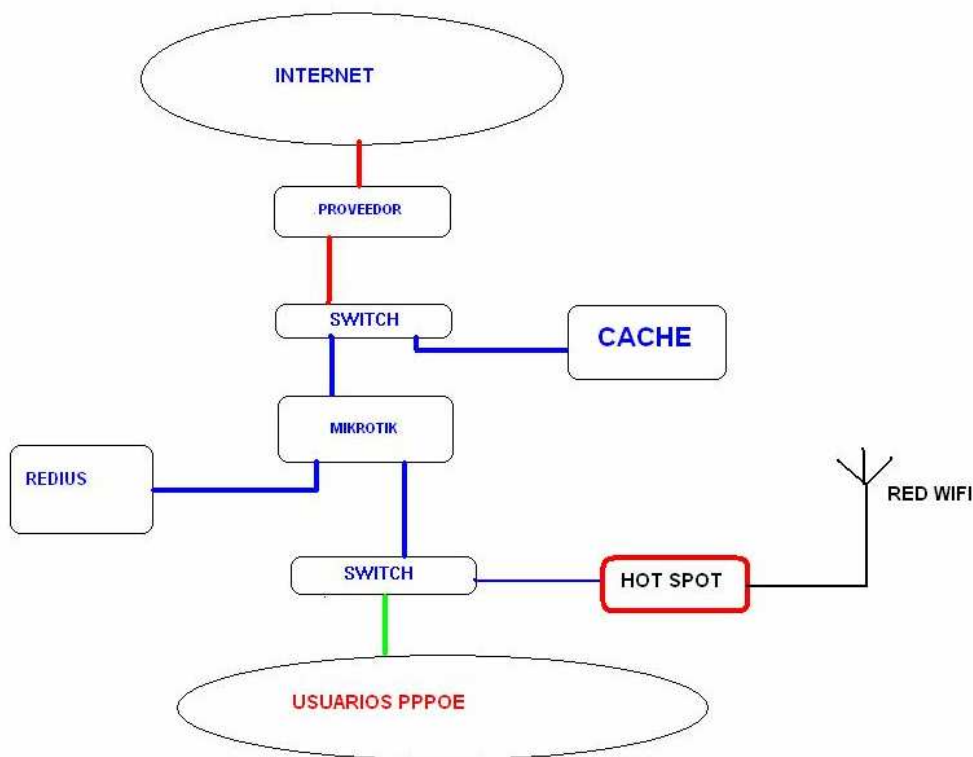 INTERNET
PROVEEDOR
SWITCH
CACHE
MIKROTIK
REDIUS
RED WIFI
SWITCH
HOT SPOT
USUARIOS PPPOE